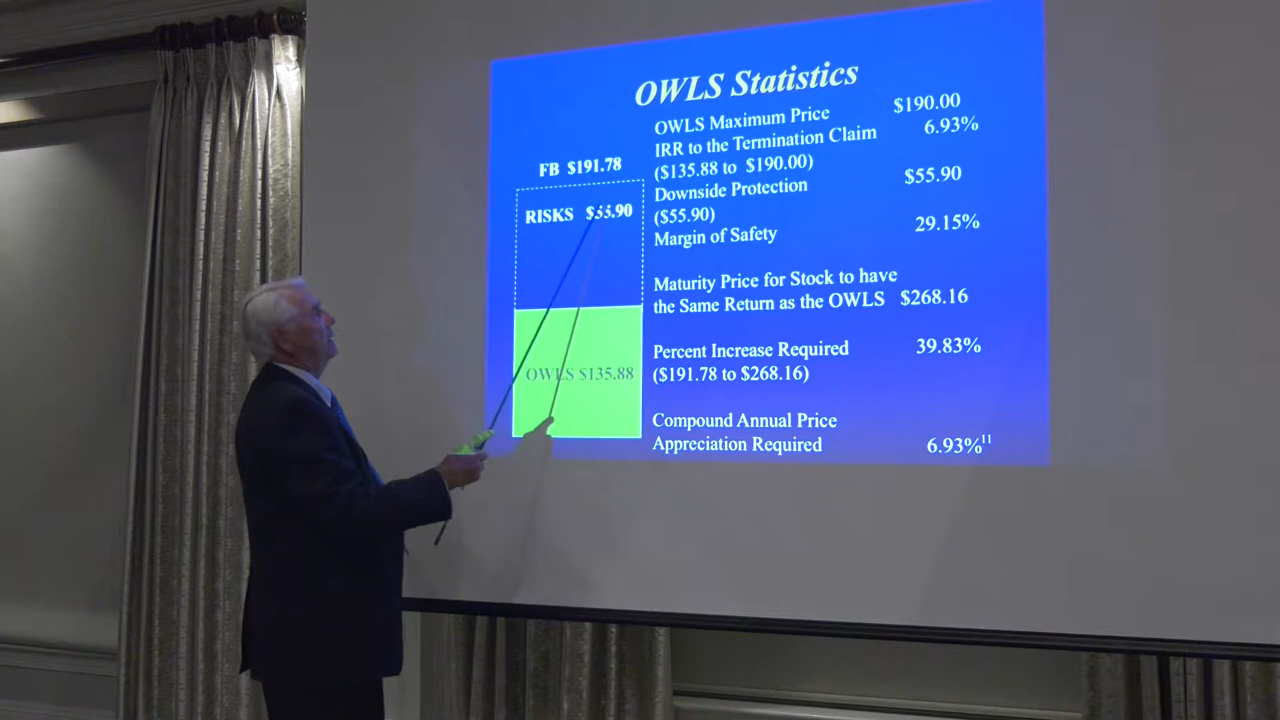 OWLS Statistics
FB $191.78
RISKS $55.90
OWLS $135.88
OWLS Maximum Price $190.00
IRR to the Termination Claim 6.93%
($135.88 to $190.00)
Downside Protection $55.90
($55.90)
Margin of Safety 29.15%
Maturity Price for Stock to have
the Same Return as the OWLS $268.16
Percent Increase Required 39.83%
($191.78 to $268.16)
Compound Annual Price
Appreciation Required 6.93%11